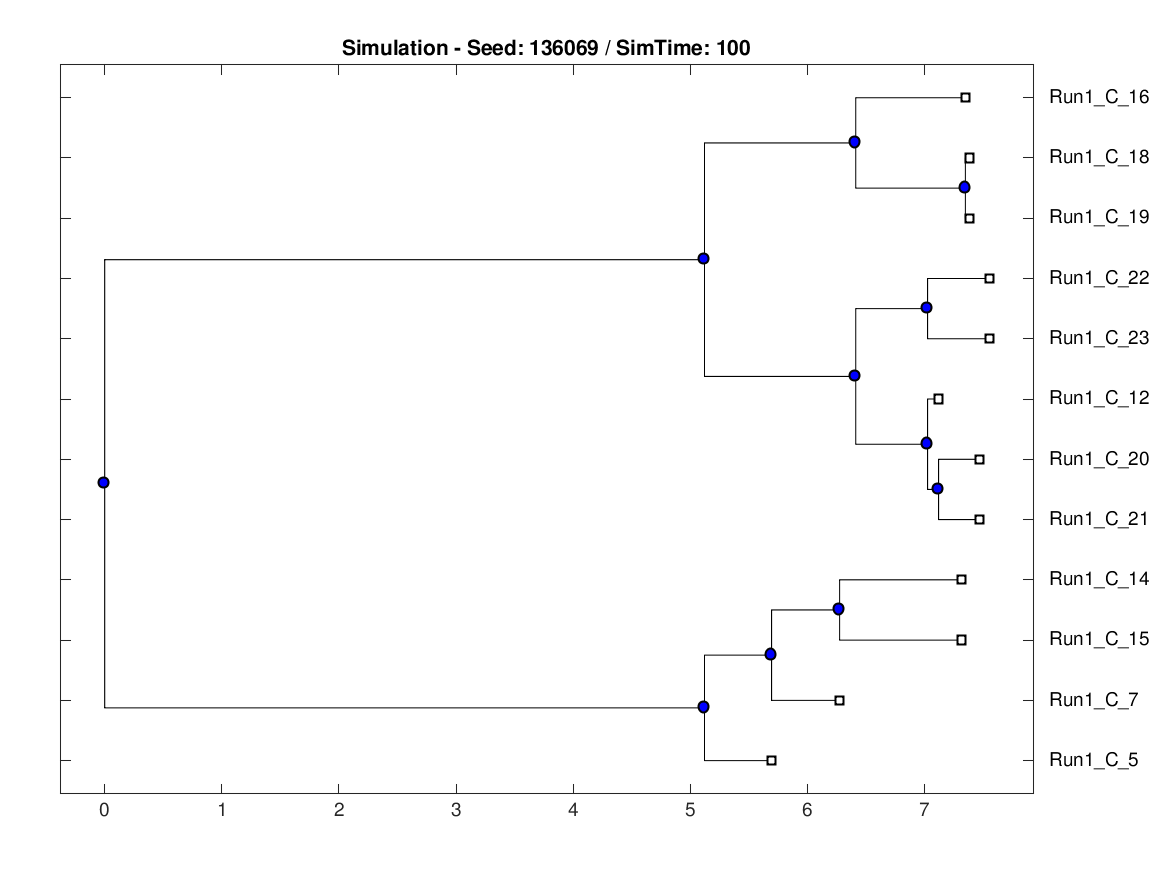 Simulation - Seed: 136069 / SimTime: 100
Run1_C_16
Run1_C_18
Run1_C_19
Run1_C_22
Run1_C_23
Run1_C_12
Run1_C_20
Run1_C_21
Run1_C_14
Run1_C_15
Run1_C_7
Run1_C_5
0 1 2 3 4 5 6 7